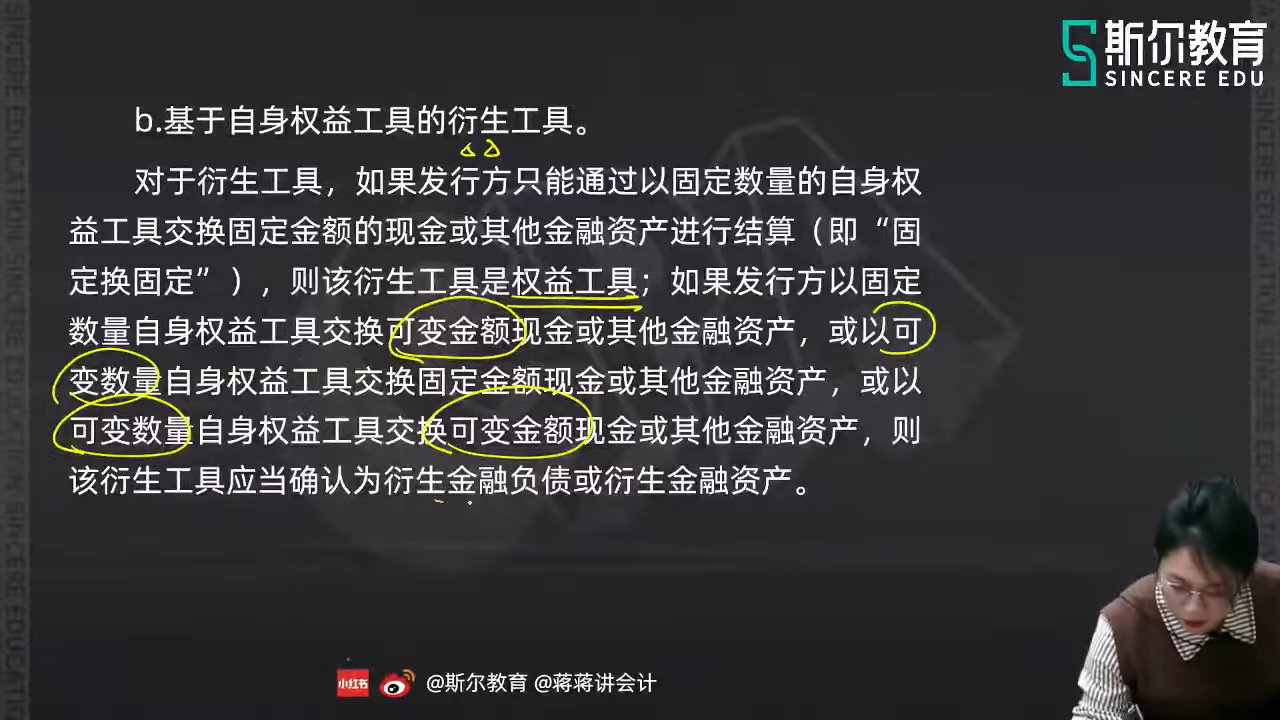 斯尔教育
SINCERE EDU
b.基于自身权益工具的衍生工具。
对于衍生工具，如果发行方只能通过以固定数量的自身权
益工具交换固定金额的现金或其他金融资产进行结算（即“固
定换固定”），则该衍生工具是权益工具；如果发行方以固定
数量自身权益工具交换可变金额现金或其他金融资产，或以可
变数量自身权益工具交换固定金额现金或其他金融资产，或以
可变数量自身权益工具交换可变金额现金或其他金融资产，则
该衍生工具应当确认为衍生金融负债或衍生金融资产。
小红书 @斯尔教育 @蒋蒋讲会计